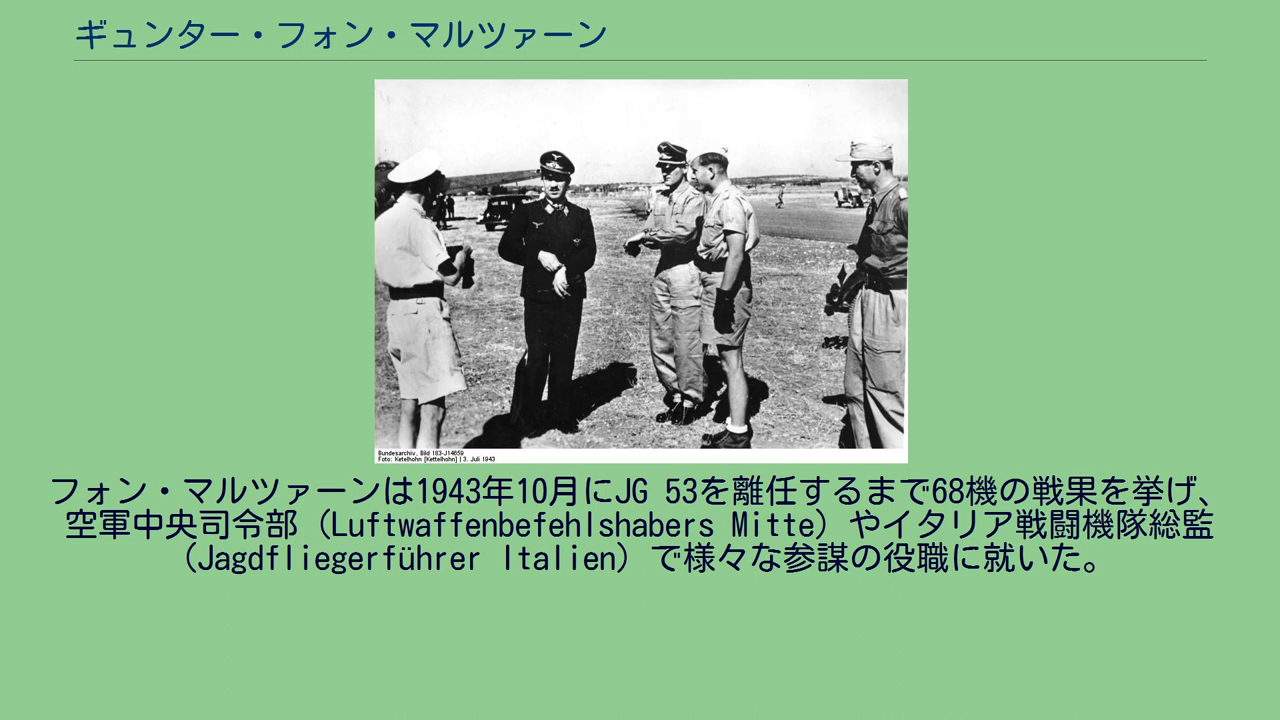 ギュンター・フォン・マルツァーン
Bundesarchiv, Bild 183-J14659
Foto: Ketelhohn [Kettelhohn] | 3. Juli 1943
フォン・マルツァーンは1943年10月にJG 53を離任するまで68機の戦果を挙げ、
空軍中央司令部（Luftwaffenbefehlshabers Mitte）やイタリア戦闘機隊総監
（Jagdfliegerführer Italien）で様々な参謀の役職に就いた。